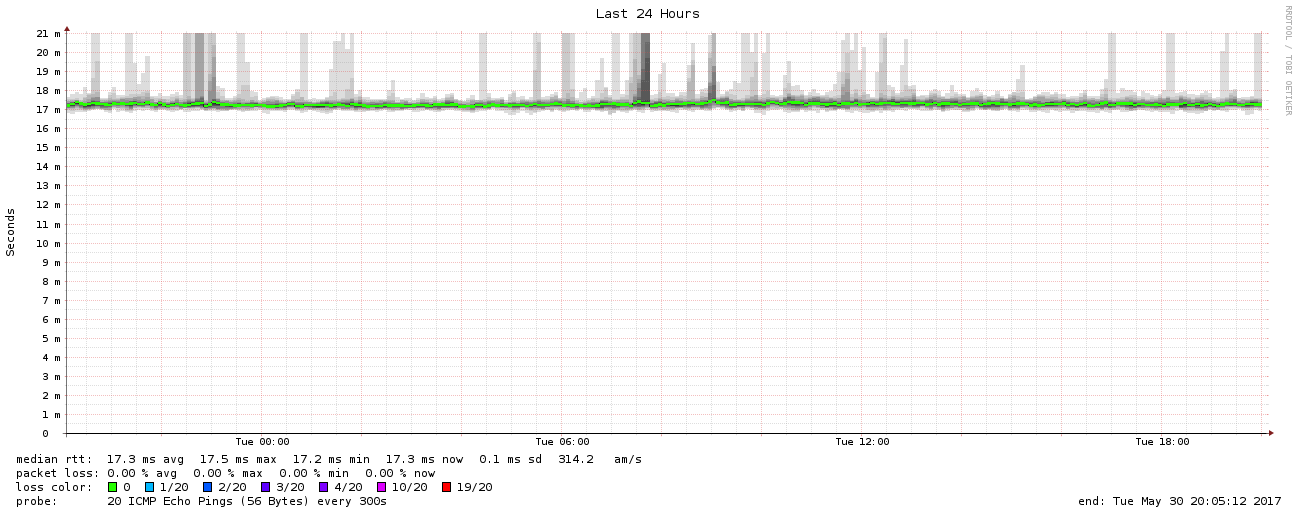 Last 24 Hours
RRDTOOL / TOBI OETIKER
Seconds
21 m
20 m
19 m
18 m
17 m
16 m
15 m
14 m
13 m
12 m
11 m
10 m
9 m
8 m
7 m
6 m
5 m
4 m
3 m
2 m
1 m
0
Tue 00:00 Tue 06:00 Tue 12:00 Tue 18:00
median rtt: 17.3 ms avg 17.5 ms max 17.2 ms min 17.3 ms now 0.1 ms sd 314.2 am/s
packet loss: 0.00 % avg 0.00 % max 0.00 % min 0.00 % now
loss color: 0 1/20 2/20 3/20 4/20 10/20 19/20
probe: 20 ICMP Echo Pings (56 Bytes) every 300s end: Tue May 30 20:05:12 2017